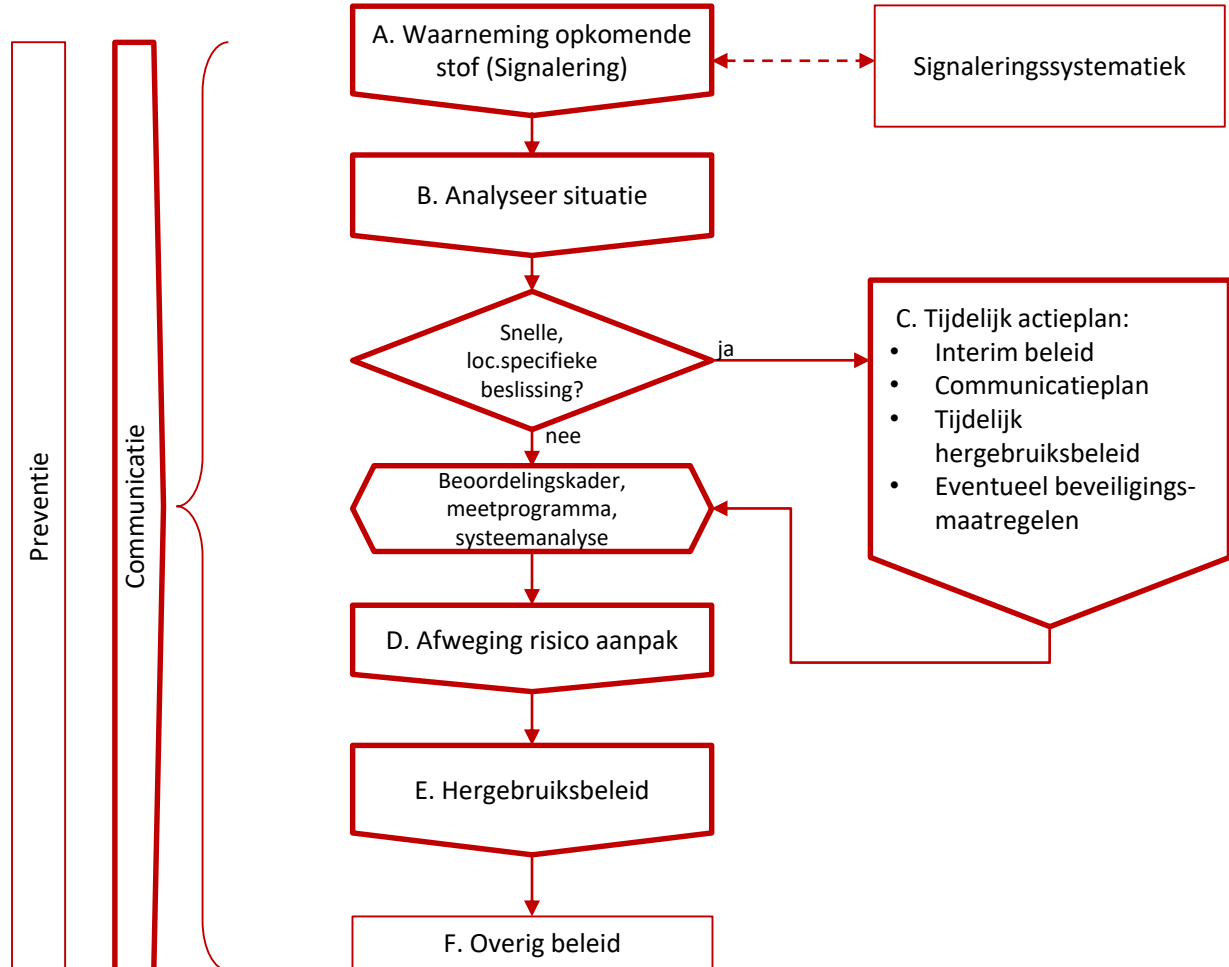 A. Waarneming opkomende
stof (Signalering)
Signaleringssystematiek
B. Analyseer situatie
Snelle,
loc.specifieke
beslissing?
ja
nee
C. Tijdelijk actieplan:
• Interim beleid
• Communicatieplan
• Tijdelijk
hergebruiksbeleid
• Eventueel beveiligings-
maatregelen
Beoordelingskader,
meetprogramma,
systeemanalyse
D. Afweging risico aanpak
E. Hergebruiksbeleid
F. Overig beleid
Preventie
Communicatie